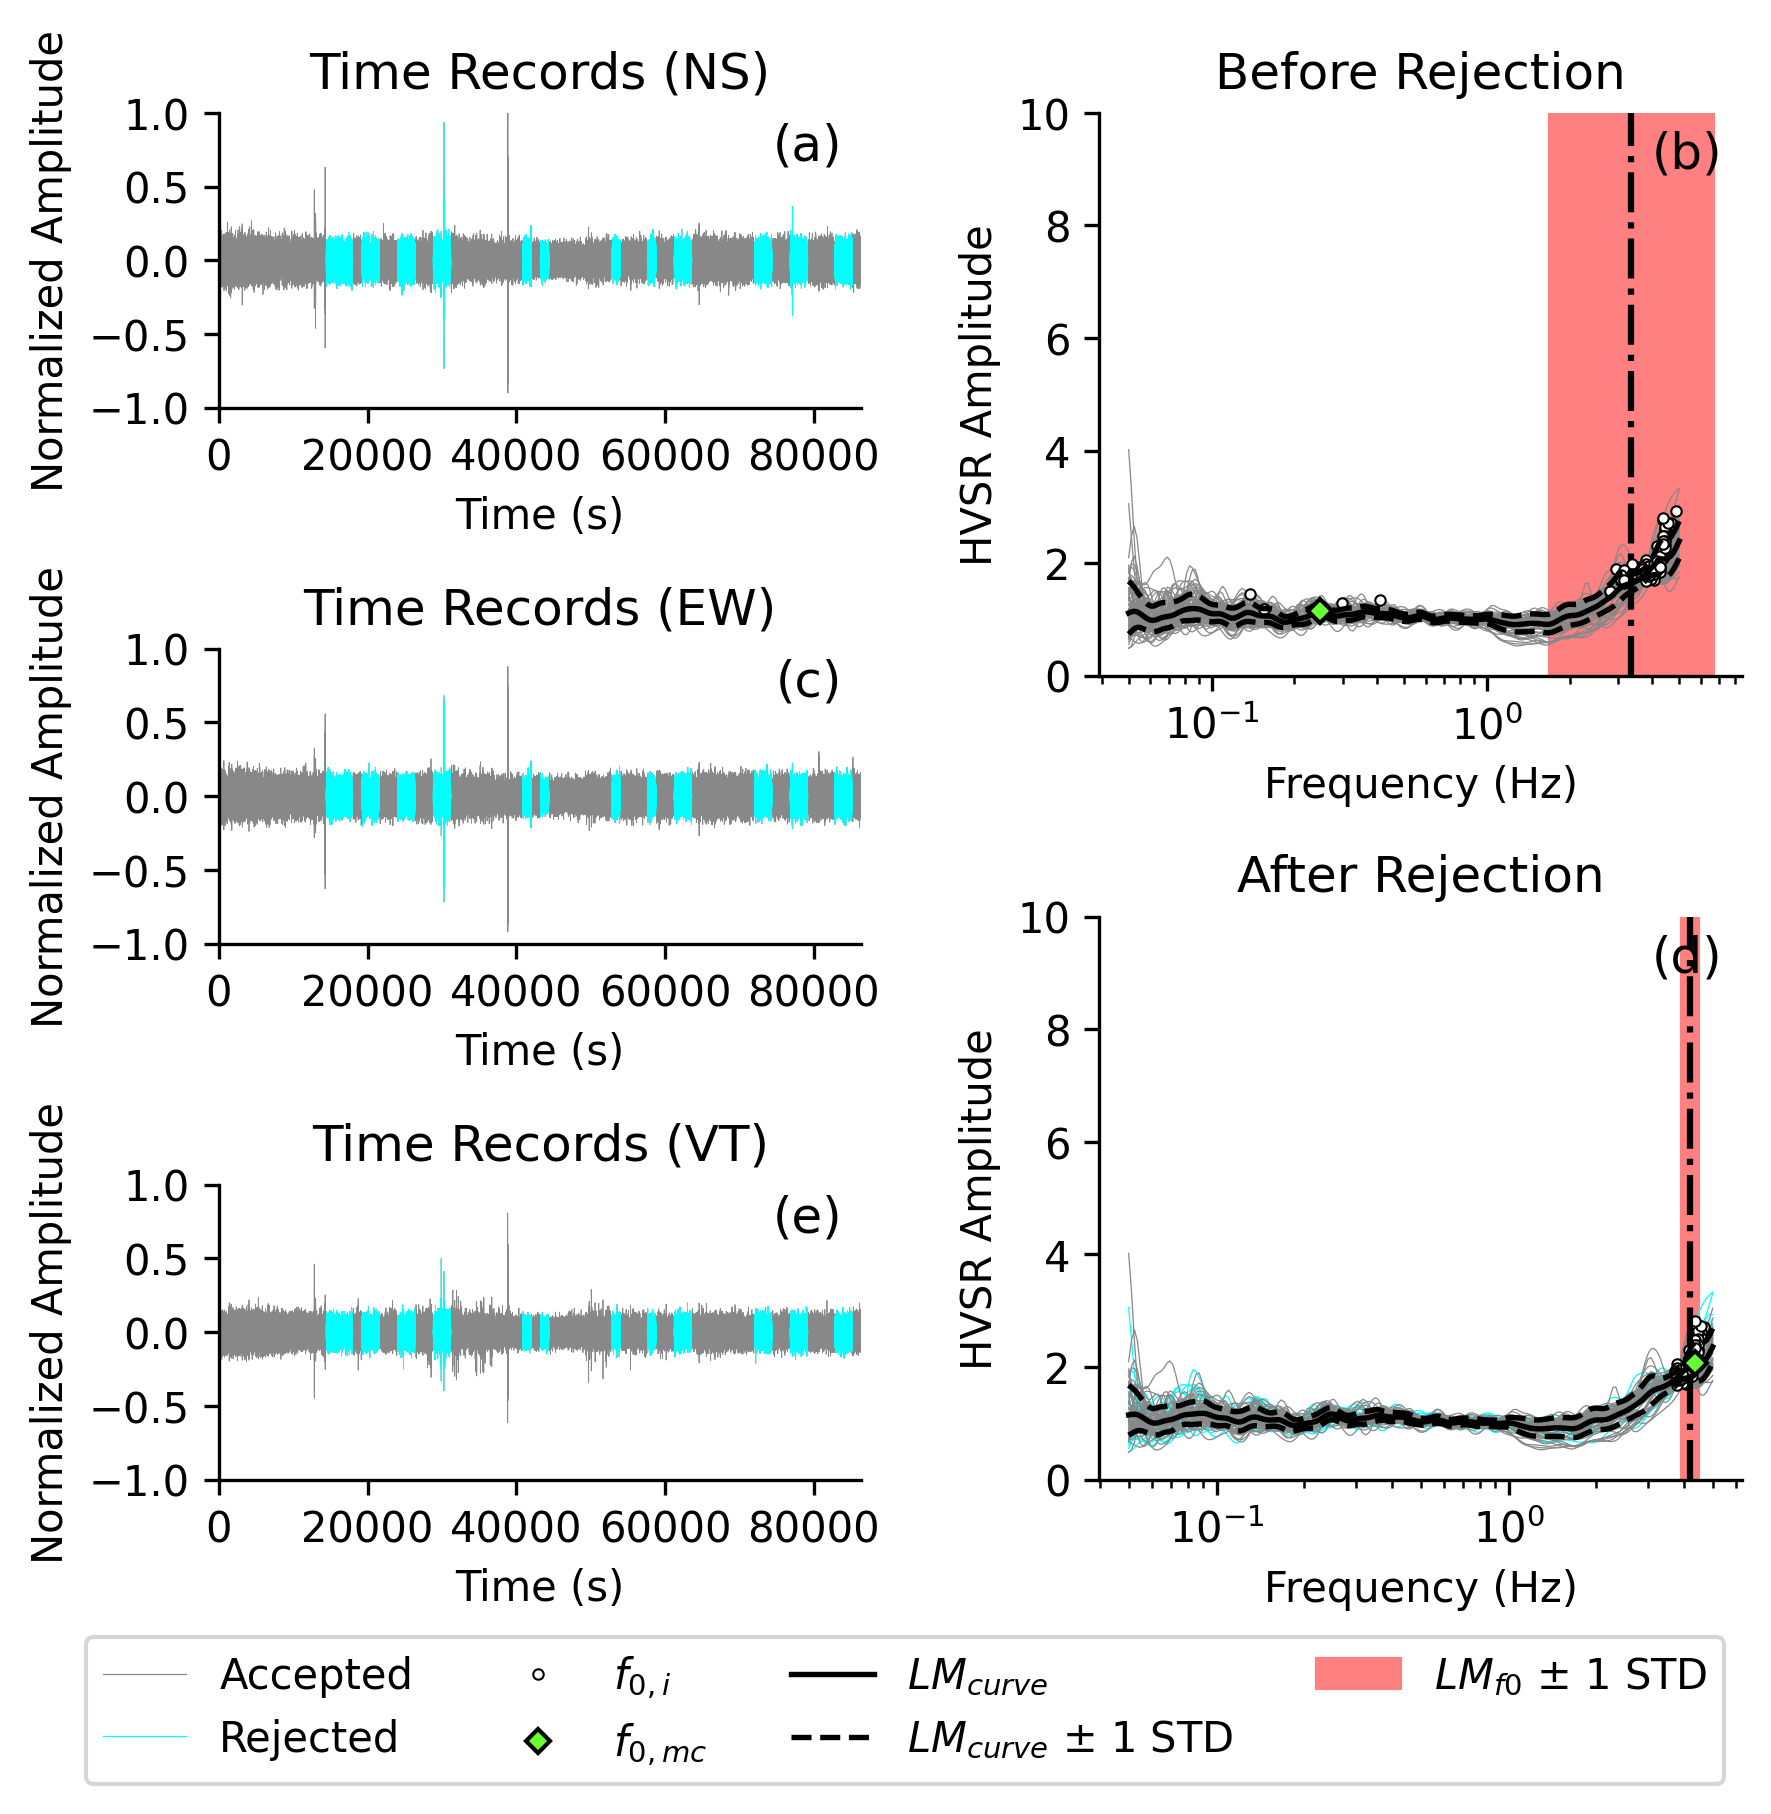 Time Records (NS)
(a)
Normalized Amplitude
1.0
0.5
0.0
−0.5
−1.0
0 20000 40000 60000 80000
Time (s)
Before Rejection
(b)
HVSR Amplitude
10
8
6
4
2
0
10⁻¹ 10⁰
Frequency (Hz)
Time Records (EW)
(c)
Normalized Amplitude
1.0
0.5
0.0
−0.5
−1.0
0 20000 40000 60000 80000
Time (s)
After Rejection
(d)
HVSR Amplitude
10
8
6
4
2
0
10⁻¹ 10⁰
Frequency (Hz)
Time Records (VT)
(e)
Normalized Amplitude
1.0
0.5
0.0
−0.5
−1.0
0 20000 40000 60000 80000
Time (s)
Accepted
Rejected
f0,i
f0,mc
LMcurve
LMcurve ± 1 STD
LMf0 ± 1 STD